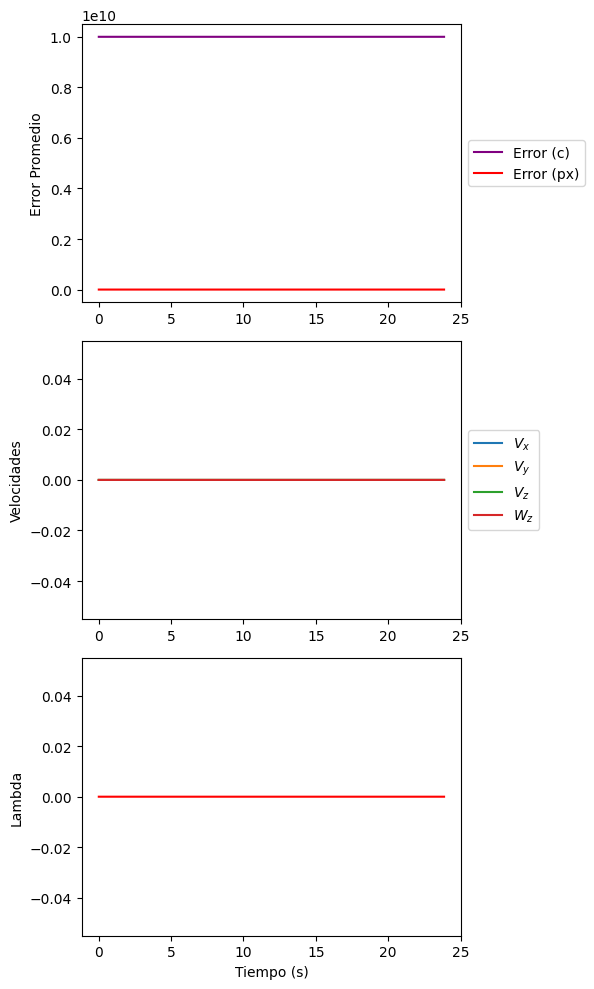 1e10
1.0
0.8
0.6
0.4
0.2
0.0
Error Promedio
0 5 10 15 20 25
Error (c)
Error (px)
0.04
0.02
0.00
−0.02
−0.04
Velocidades
0 5 10 15 20 25
Vx
Vy
Vz
Wz
0.04
0.02
0.00
−0.02
−0.04
Lambda
0 5 10 15 20 25
Tiempo (s)